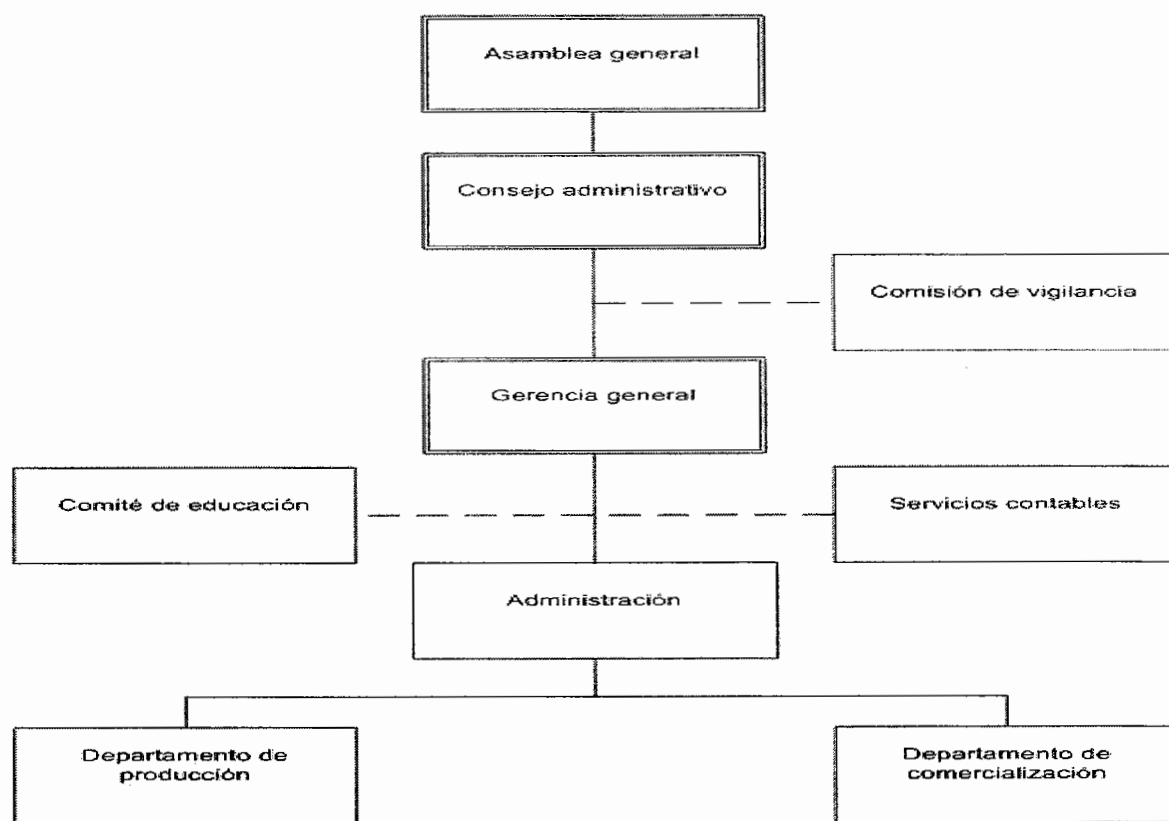 Asamblea general
Consejo administrativo
Comisión de vigilancia
Gerencia general
Comité de educación
Servicios contables
Administración
Departamento de
producción
Departamento de
comercialización